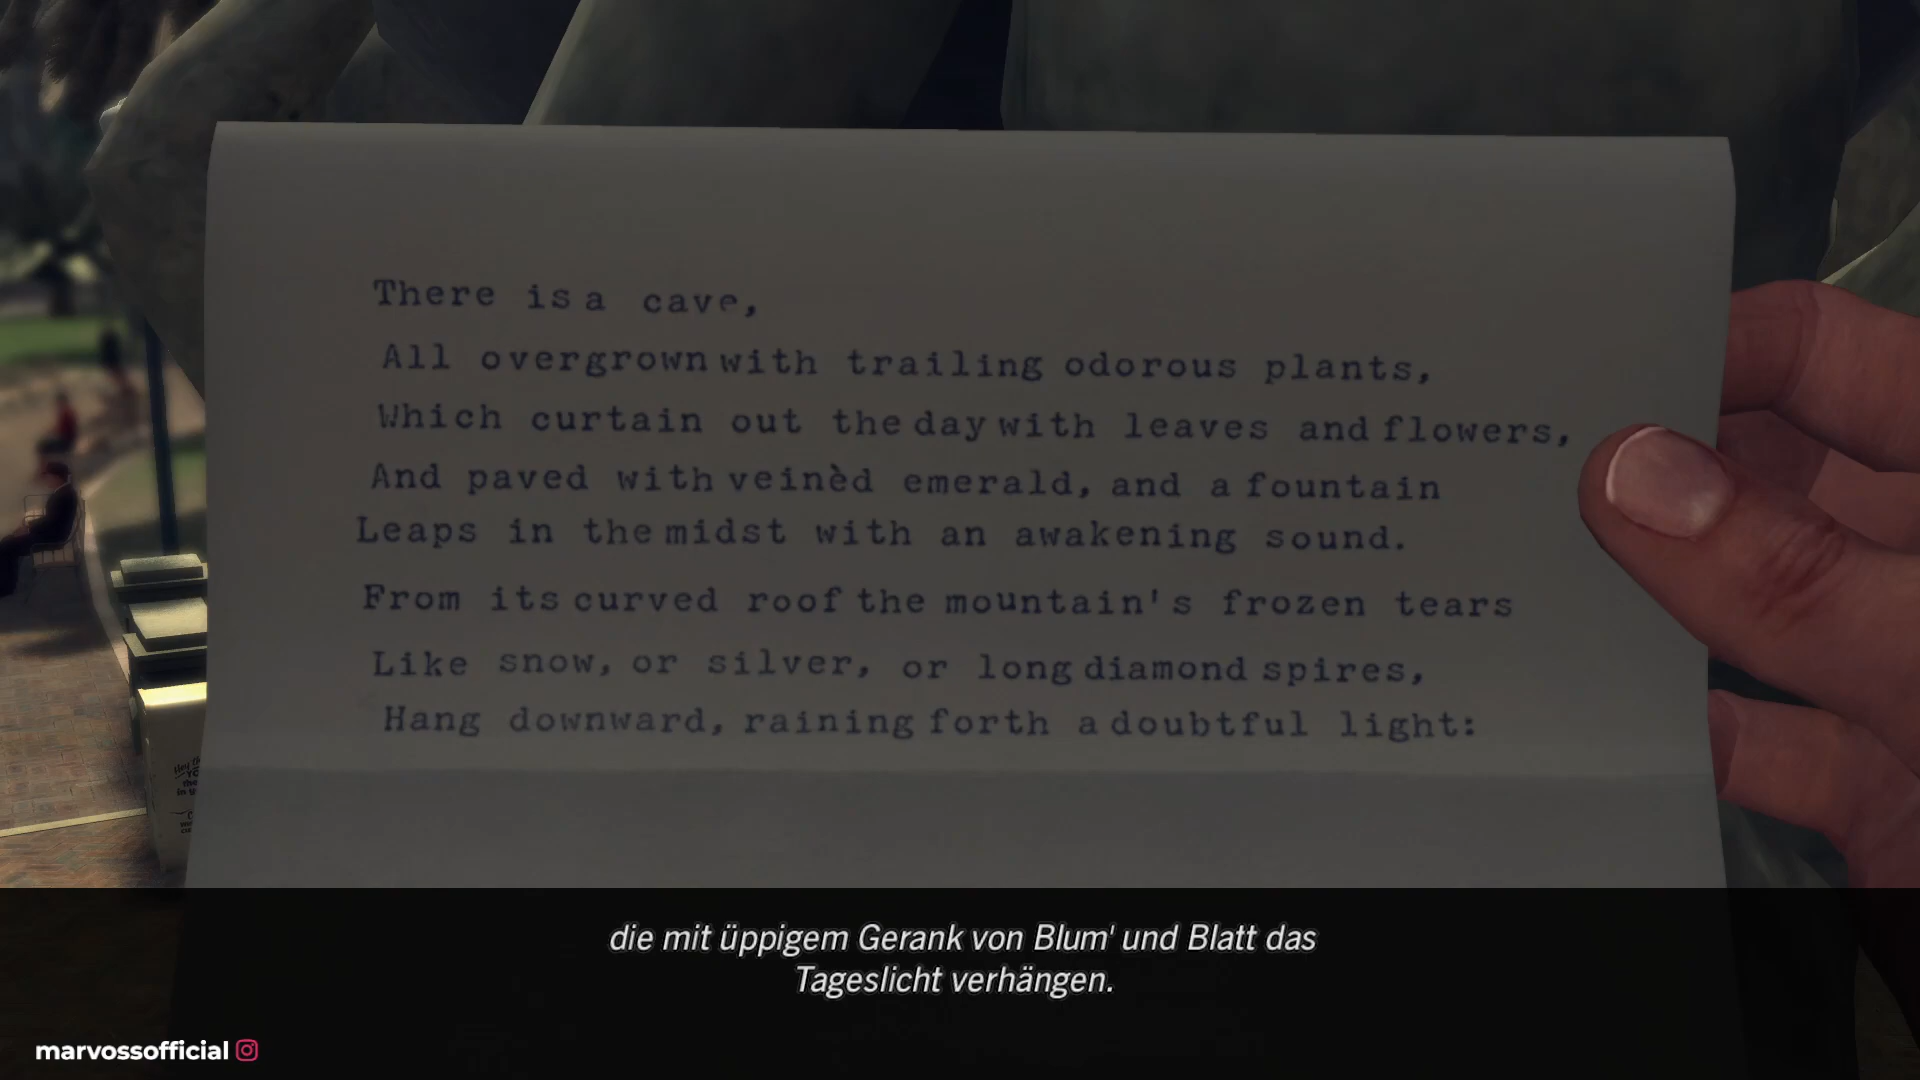 There is a cave,
All overgrown with trailing odorous plants,
Which curtain out the day with leaves and flowers,
And paved with veinèd emerald, and a fountain
Leaps in the midst with an awakening sound.
From its curved roof the mountain's frozen tears
Like snow, or silver, or long diamond spires,
Hang downward, raining forth a doubtful light:
die mit üppigem Gerank von Blum' und Blatt das
Tageslicht verhängen.
marvossofficial